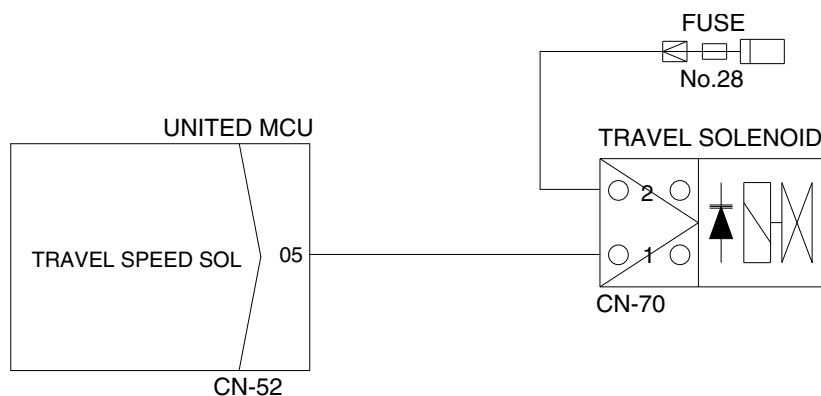 FUSE
No.28
UNITED MCU
TRAVEL SOLENOID
2
TRAVEL SPEED SOL
05
1
CN-70
CN-52